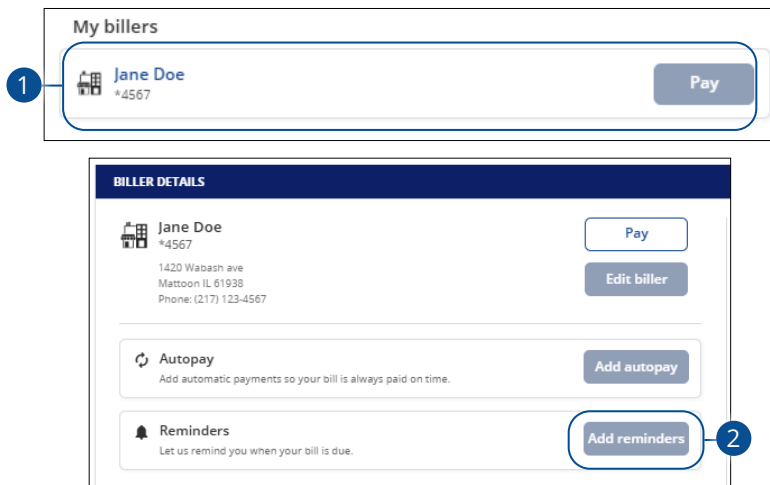 My billers
1
Jane Doe
*4567
Pay
BILLER DETAILS
Jane Doe
*4567
Pay
1420 Wabash ave
Mattoon IL 61938
Phone: (217) 123-4567
Edit biller
Autopay
Add automatic payments so your bill is always paid on time.
Add autopay
Reminders
Let us remind you when your bill is due.
Add reminders
2